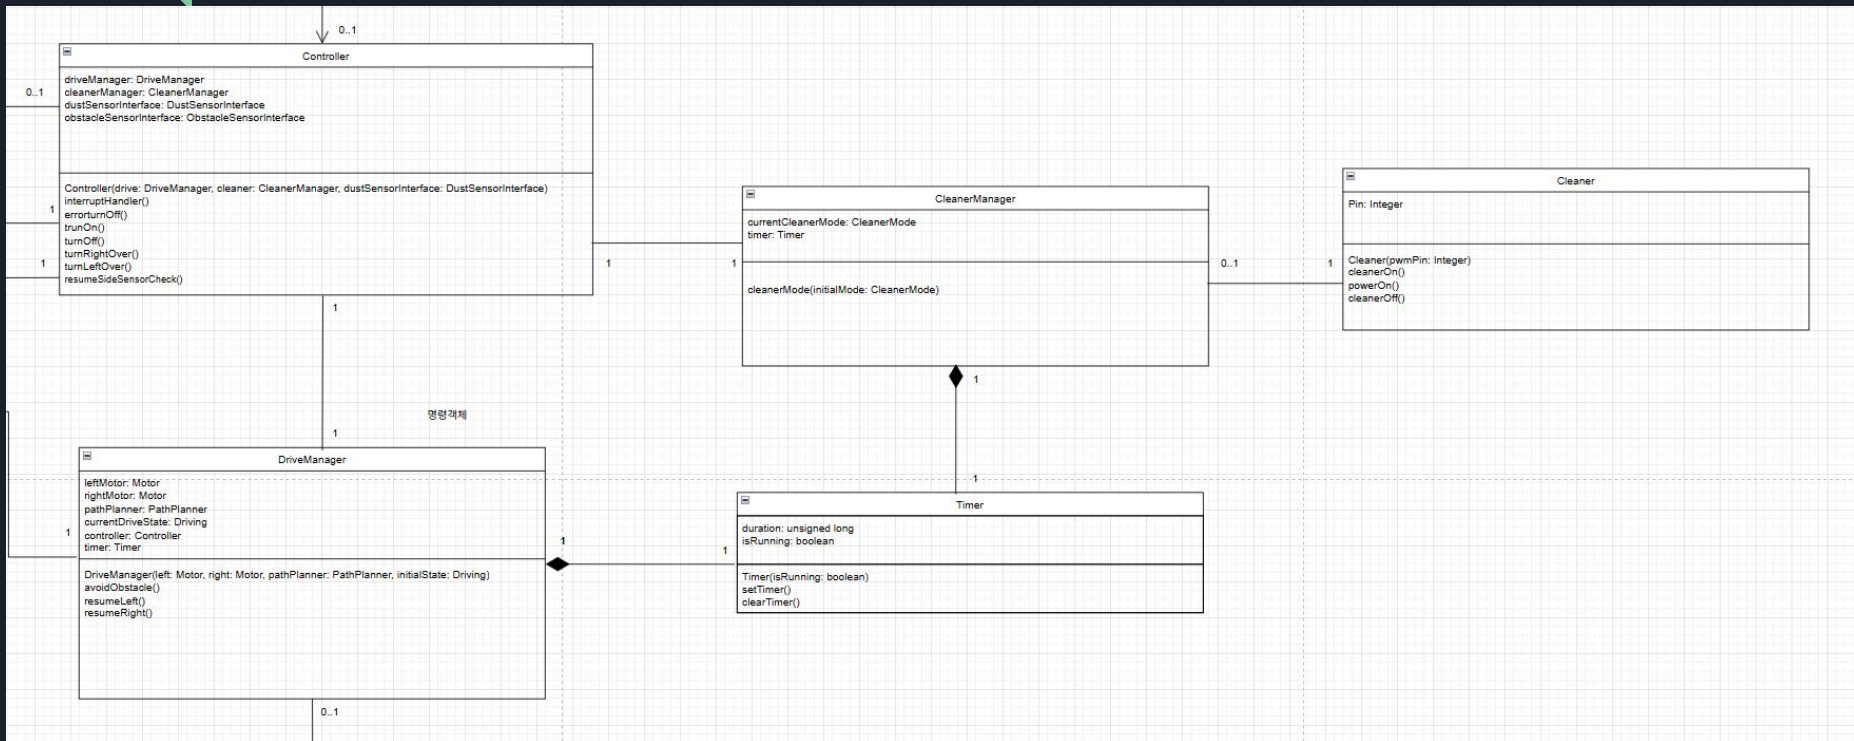 0..1
Controller
driveManager: DriveManager
cleanerManager: CleanerManager
dustSensorInterface: DustSensorInterface
obstacleSensorInterface: ObstacleSensorInterface
0..1
Controller(drive: DriveManager, cleaner: CleanerManager, dustSensorInterface: DustSensorInterface)
interruptHandler()
errorturnOff()
trunOn()
turnOff()
turnRightOver()
turnLeftOver()
resumeSideSensorCheck()
1
1
1
1
CleanerManager
currentCleanerMode: CleanerMode
timer: Timer
cleanerMode(initialMode: CleanerMode)
0..1
1
Cleaner
Pin: Integer
Cleaner(pwmPin: Integer)
cleanerOn()
powerOn()
cleanerOff()
1
1
명령객체
1
1
DriveManager
leftMotor: Motor
rightMotor: Motor
pathPlanner: PathPlanner
currentDriveState: Driving
controller: Controller
timer: Timer
1
DriveManager(left: Motor, right: Motor, pathPlanner: PathPlanner, initialState: Driving)
avoidObstacle()
resumeLeft()
resumeRight()
1
1
Timer
duration: unsigned long
isRunning: boolean
Timer(isRunning: boolean)
setTimer()
clearTimer()
0..1